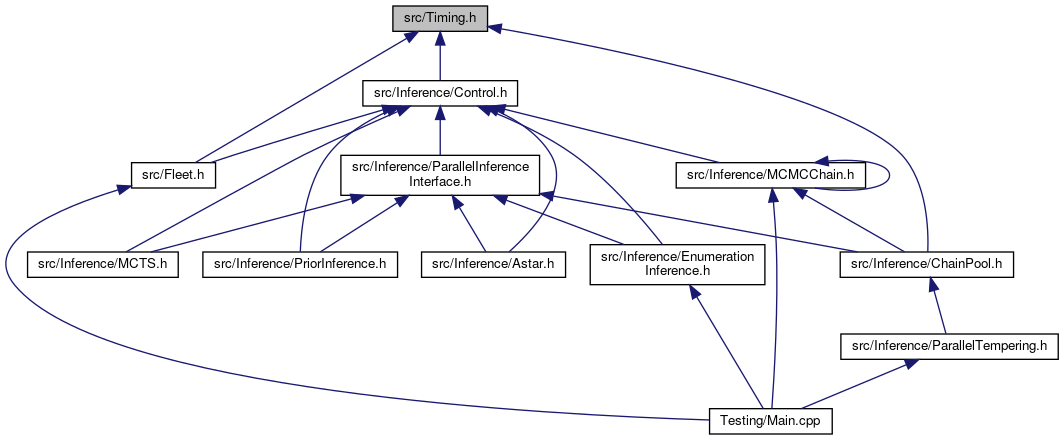 src/Timing.h
src/Inference/Control.h
src/Fleet.h
src/Inference/ParallelInference
Interface.h
src/Inference/MCMCChain.h
src/Inference/MCTS.h
src/Inference/PriorInference.h
src/Inference/Astar.h
src/Inference/Enumeration
Inference.h
src/Inference/ChainPool.h
src/Inference/ParallelTempering.h
Testing/Main.cpp